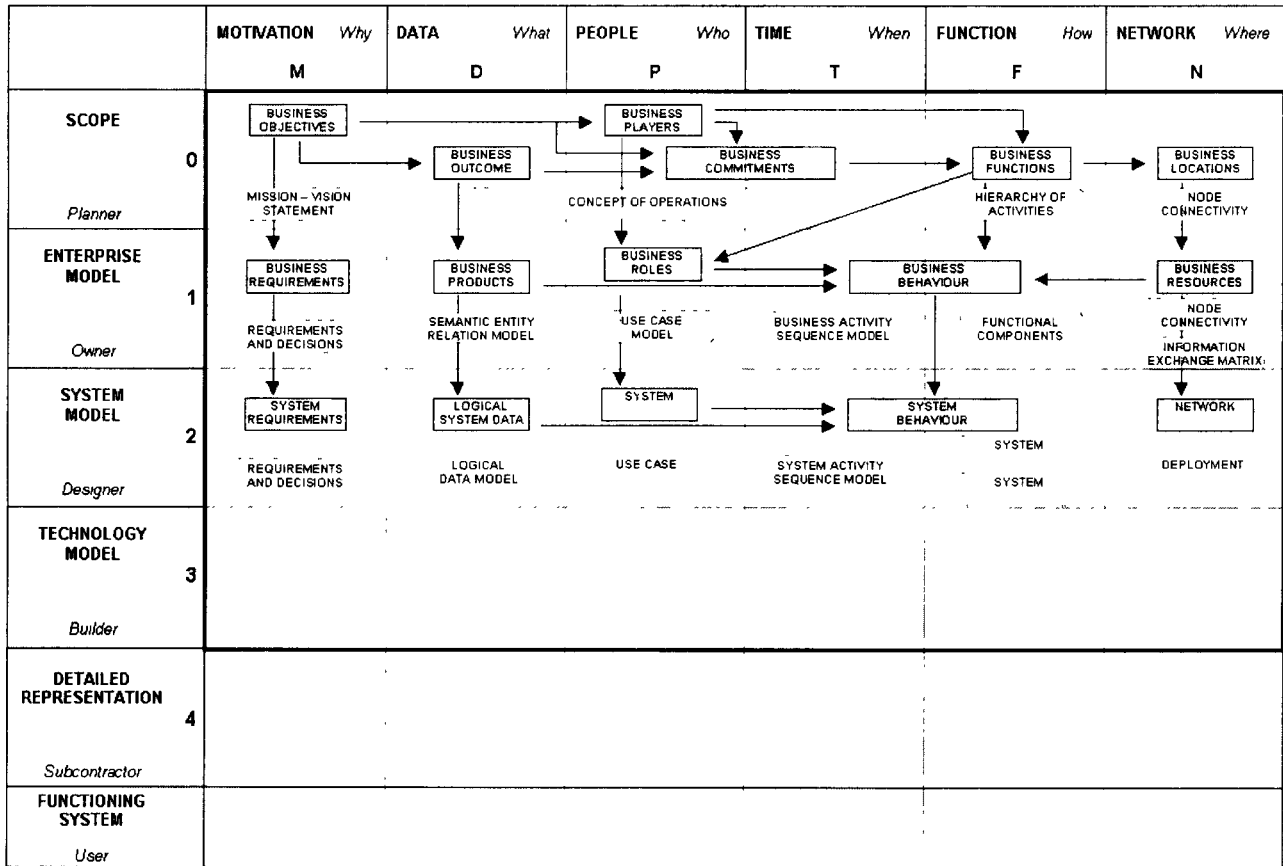 MOTIVATION Why DATA What PEOPLE Who TIME When FUNCTION How NETWORK Where
M D P T F N
SCOPE
0
Planner
BUSINESS
OBJECTIVES
BUSINESS
PLAYERS
BUSINESS
OUTCOME
BUSINESS
COMMITMENTS
BUSINESS
FUNCTIONS
BUSINESS
LOCATIONS
MISSION – VISION
STATEMENT
CONCEPT OF OPERATIONS
HIERARCHY OF
ACTIVITIES
NODE
CONNECTIVITY
ENTERPRISE
MODEL
1
Owner
BUSINESS
REQUIREMENTS
BUSINESS
PRODUCTS
BUSINESS
ROLES
BUSINESS
BEHAVIOUR
BUSINESS
RESOURCES
REQUIREMENTS
AND DECISIONS
SEMANTIC ENTITY
RELATION MODEL
USE CASE
MODEL
BUSINESS ACTIVITY
SEQUENCE MODEL
FUNCTIONAL
COMPONENTS
NODE
CONNECTIVITY
INFORMATION
EXCHANGE MATRIX
SYSTEM
MODEL
2
Designer
SYSTEM
REQUIREMENTS
LOGICAL
SYSTEM DATA
SYSTEM
SYSTEM
BEHAVIOUR
NETWORK
REQUIREMENTS
AND DECISIONS
LOGICAL
DATA MODEL
USE CASE
SYSTEM ACTIVITY
SEQUENCE MODEL
SYSTEM
SYSTEM
DEPLOYMENT
TECHNOLOGY
MODEL
3
Builder
DETAILED
REPRESENTATION
4
Subcontractor
FUNCTIONING
SYSTEM
User